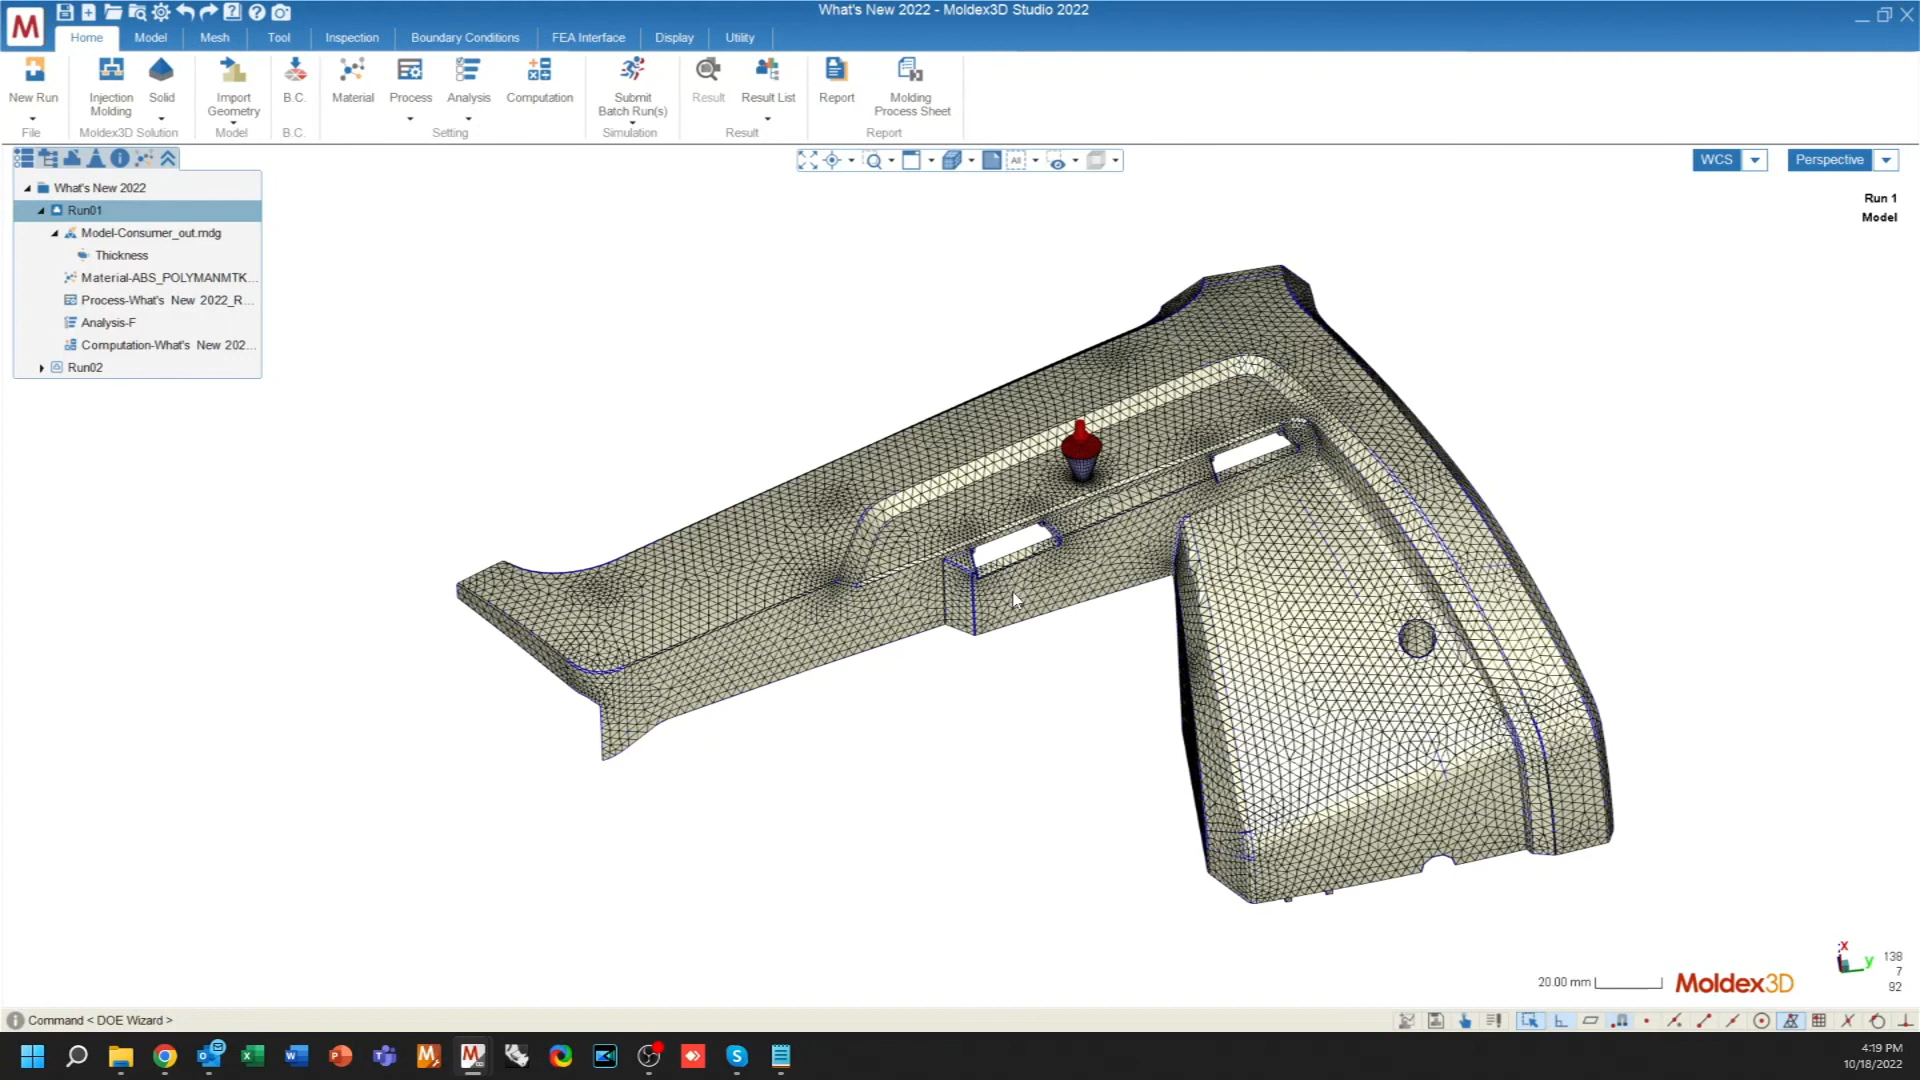 What's New 2022 - Moldex3D Studio 2022
Home Model Mesh Tool Inspection Boundary Conditions FEA Interface Display Utility
New Run
Injection Molding
Solid
Import Geometry
B.C.
Material
Process
Analysis
Computation
Submit Batch Run(s)
Result
Result List
Report
Molding Process Sheet
File Moldex3D Solution Model B.C. Setting Simulation Result Report
All
WCS Perspective
What's New 2022
Run01
Model-Consumer_out.mdg
Thickness
Material-ABS_POLYMANMTK...
Process-What's New 2022_R...
Analysis-F
Computation-What's New 202...
Run02
Run 1
Model
X
y
138
7
92
20.00 mm
Moldex3D
Command < DOE Wizard >
4:19 PM
10/18/2022